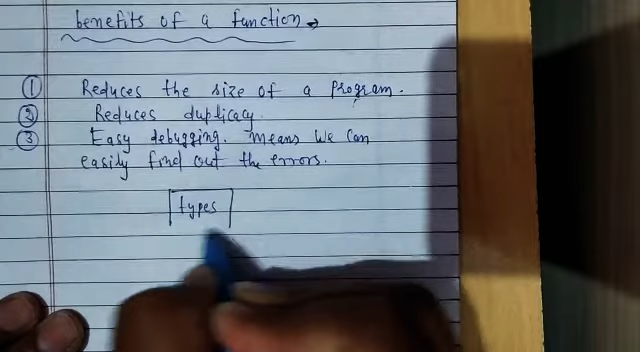 benefits of a function →
① Reduces the size of a program.
② Reduces duplicacy.
③ Easy debugging. means we can
easily find out the errors.
types